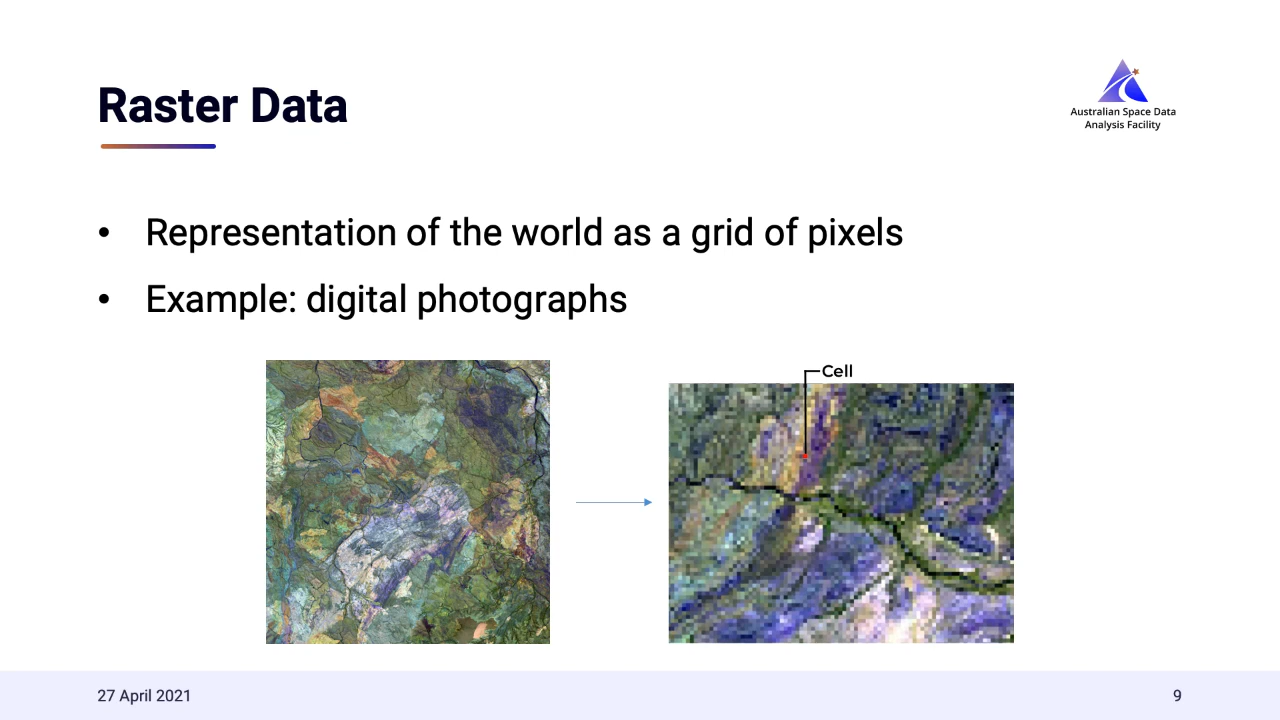 Raster Data
Australian Space Data
Analysis Facility
• Representation of the world as a grid of pixels
• Example: digital photographs
Cell
27 April 2021
9